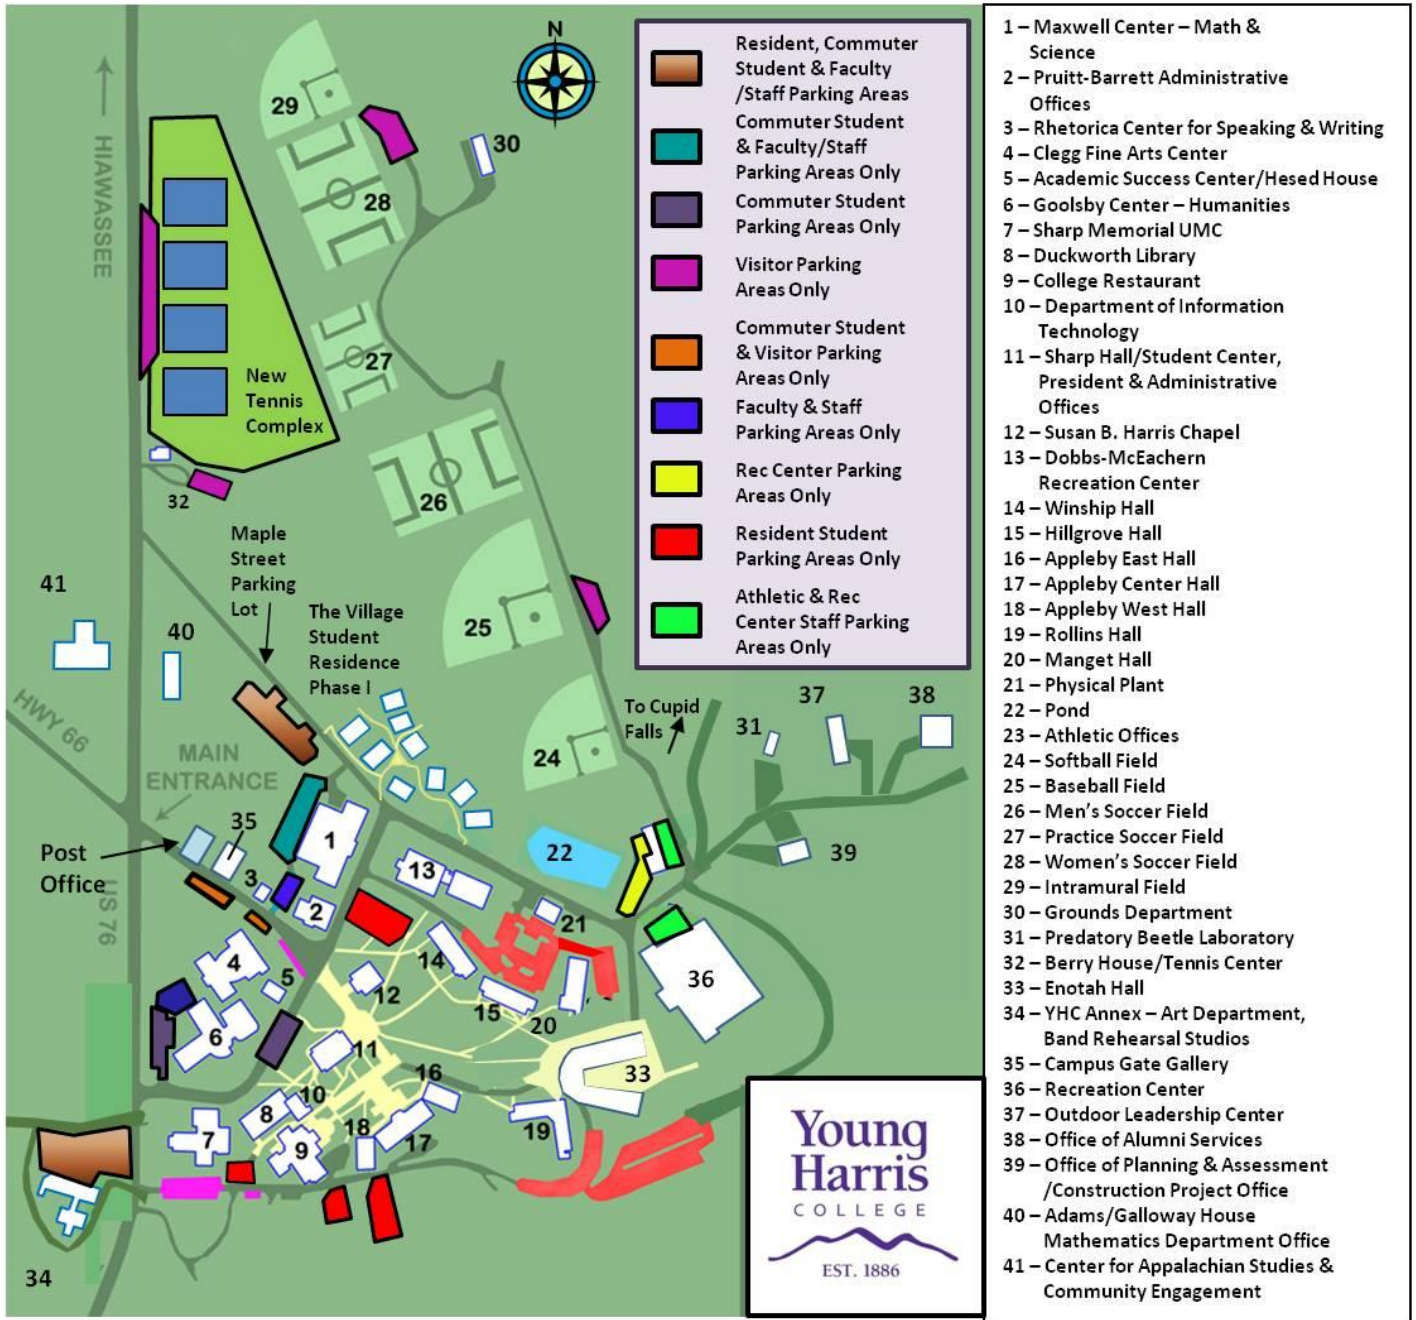 N
29
30
28
27
HIAWASSEE
New
Tennis
Complex
26
32
Maple
Street
Parking
Lot
25
41
40
The Village
Student
Residence
Phase I
HWY 66
MAIN
ENTRANCE
24
To Cupid
Falls
31
37
38
39
35
Post
Office
US 76
1
3
2
13
22
21
4
5
14
12
36
15
20
6
11
33
16
10
8
7
18
17
9
19
34
Resident, Commuter
Student & Faculty
/Staff Parking Areas
Commuter Student
& Faculty/Staff
Parking Areas Only
Commuter Student
Parking Areas Only
Visitor Parking
Areas Only
Commuter Student
& Visitor Parking
Areas Only
Faculty & Staff
Parking Areas Only
Rec Center Parking
Areas Only
Resident Student
Parking Areas Only
Athletic & Rec
Center Staff Parking
Areas Only
Young
Harris
COLLEGE
EST. 1886
1 – Maxwell Center – Math &
Science
2 – Pruitt-Barrett Administrative
Offices
3 – Rhetorica Center for Speaking & Writing
4 – Clegg Fine Arts Center
5 – Academic Success Center/Hesed House
6 – Goolsby Center – Humanities
7 – Sharp Memorial UMC
8 – Duckworth Library
9 – College Restaurant
10 – Department of Information
Technology
11 – Sharp Hall/Student Center,
President & Administrative
Offices
12 – Susan B. Harris Chapel
13 – Dobbs-McEachern
Recreation Center
14 – Winship Hall
15 – Hillgrove Hall
16 – Appleby East Hall
17 – Appleby Center Hall
18 – Appleby West Hall
19 – Rollins Hall
20 – Manget Hall
21 – Physical Plant
22 – Pond
23 – Athletic Offices
24 – Softball Field
25 – Baseball Field
26 – Men's Soccer Field
27 – Practice Soccer Field
28 – Women's Soccer Field
29 – Intramural Field
30 – Grounds Department
31 – Predatory Beetle Laboratory
32 – Berry House/Tennis Center
33 – Enotah Hall
34 – YHC Annex – Art Department,
Band Rehearsal Studios
35 – Campus Gate Gallery
36 – Recreation Center
37 – Outdoor Leadership Center
38 – Office of Alumni Services
39 – Office of Planning & Assessment
/Construction Project Office
40 – Adams/Galloway House
Mathematics Department Office
41 – Center for Appalachian Studies &
Community Engagement